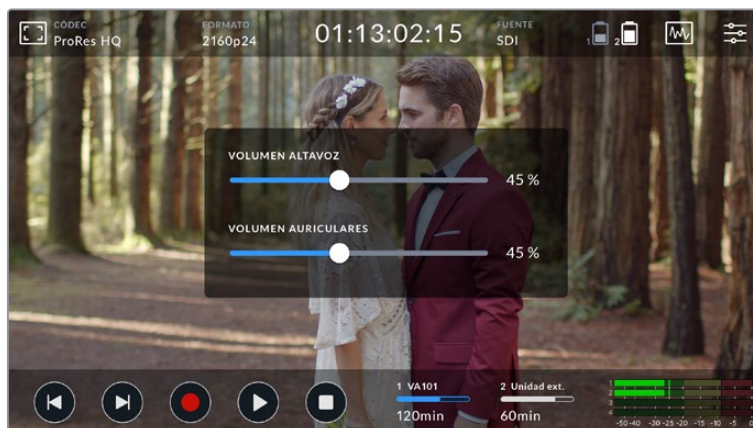 CÓDEC
ProRes HQ
FORMATO
2160p24
01:13:02:15
FUENTE
SDI
1
2
VOLUMEN ALTAVOZ
45 %
VOLUMEN AURICULARES
45 %
1 VA101
120min
2 Unidad ext.
60min
1
2
3
4
-50 -40 -30 -25 -20 -15 -10 -5